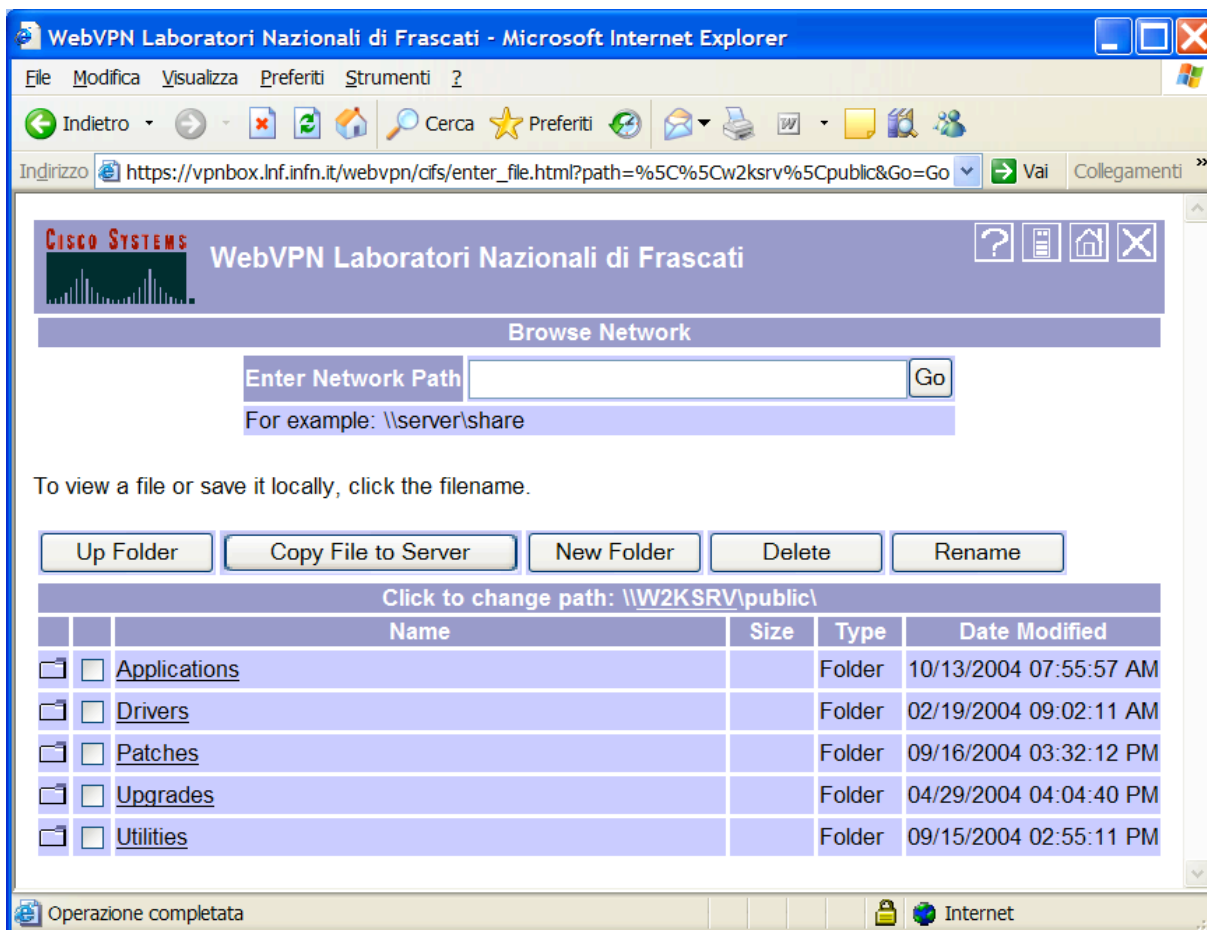 WebVPN Laboratori Nazionali di Frascati - Microsoft Internet Explorer
File Modifica Visualizza Preferiti Strumenti ?
Indietro Cerca Preferiti W
Indirizzo https://vpnbox.lnf.infn.it/webvpn/cifs/enter_file.html?path=%5C%5Cw2ksrv%5Cpublic&Go=Go Vai Collegamenti »
CISCO SYSTEMS
WebVPN Laboratori Nazionali di Frascati ?
Browse Network
Enter Network Path Go
For example: \\server\share
To view a file or save it locally, click the filename.
Up Folder Copy File to Server New Folder Delete Rename
Click to change path: \\W2KSRV\public\
Name Size Type Date Modified
Applications Folder 10/13/2004 07:55:57 AM
Drivers Folder 02/19/2004 09:02:11 AM
Patches Folder 09/16/2004 03:32:12 PM
Upgrades Folder 04/29/2004 04:04:40 PM
Utilities Folder 09/15/2004 02:55:11 PM
Operazione completata Internet